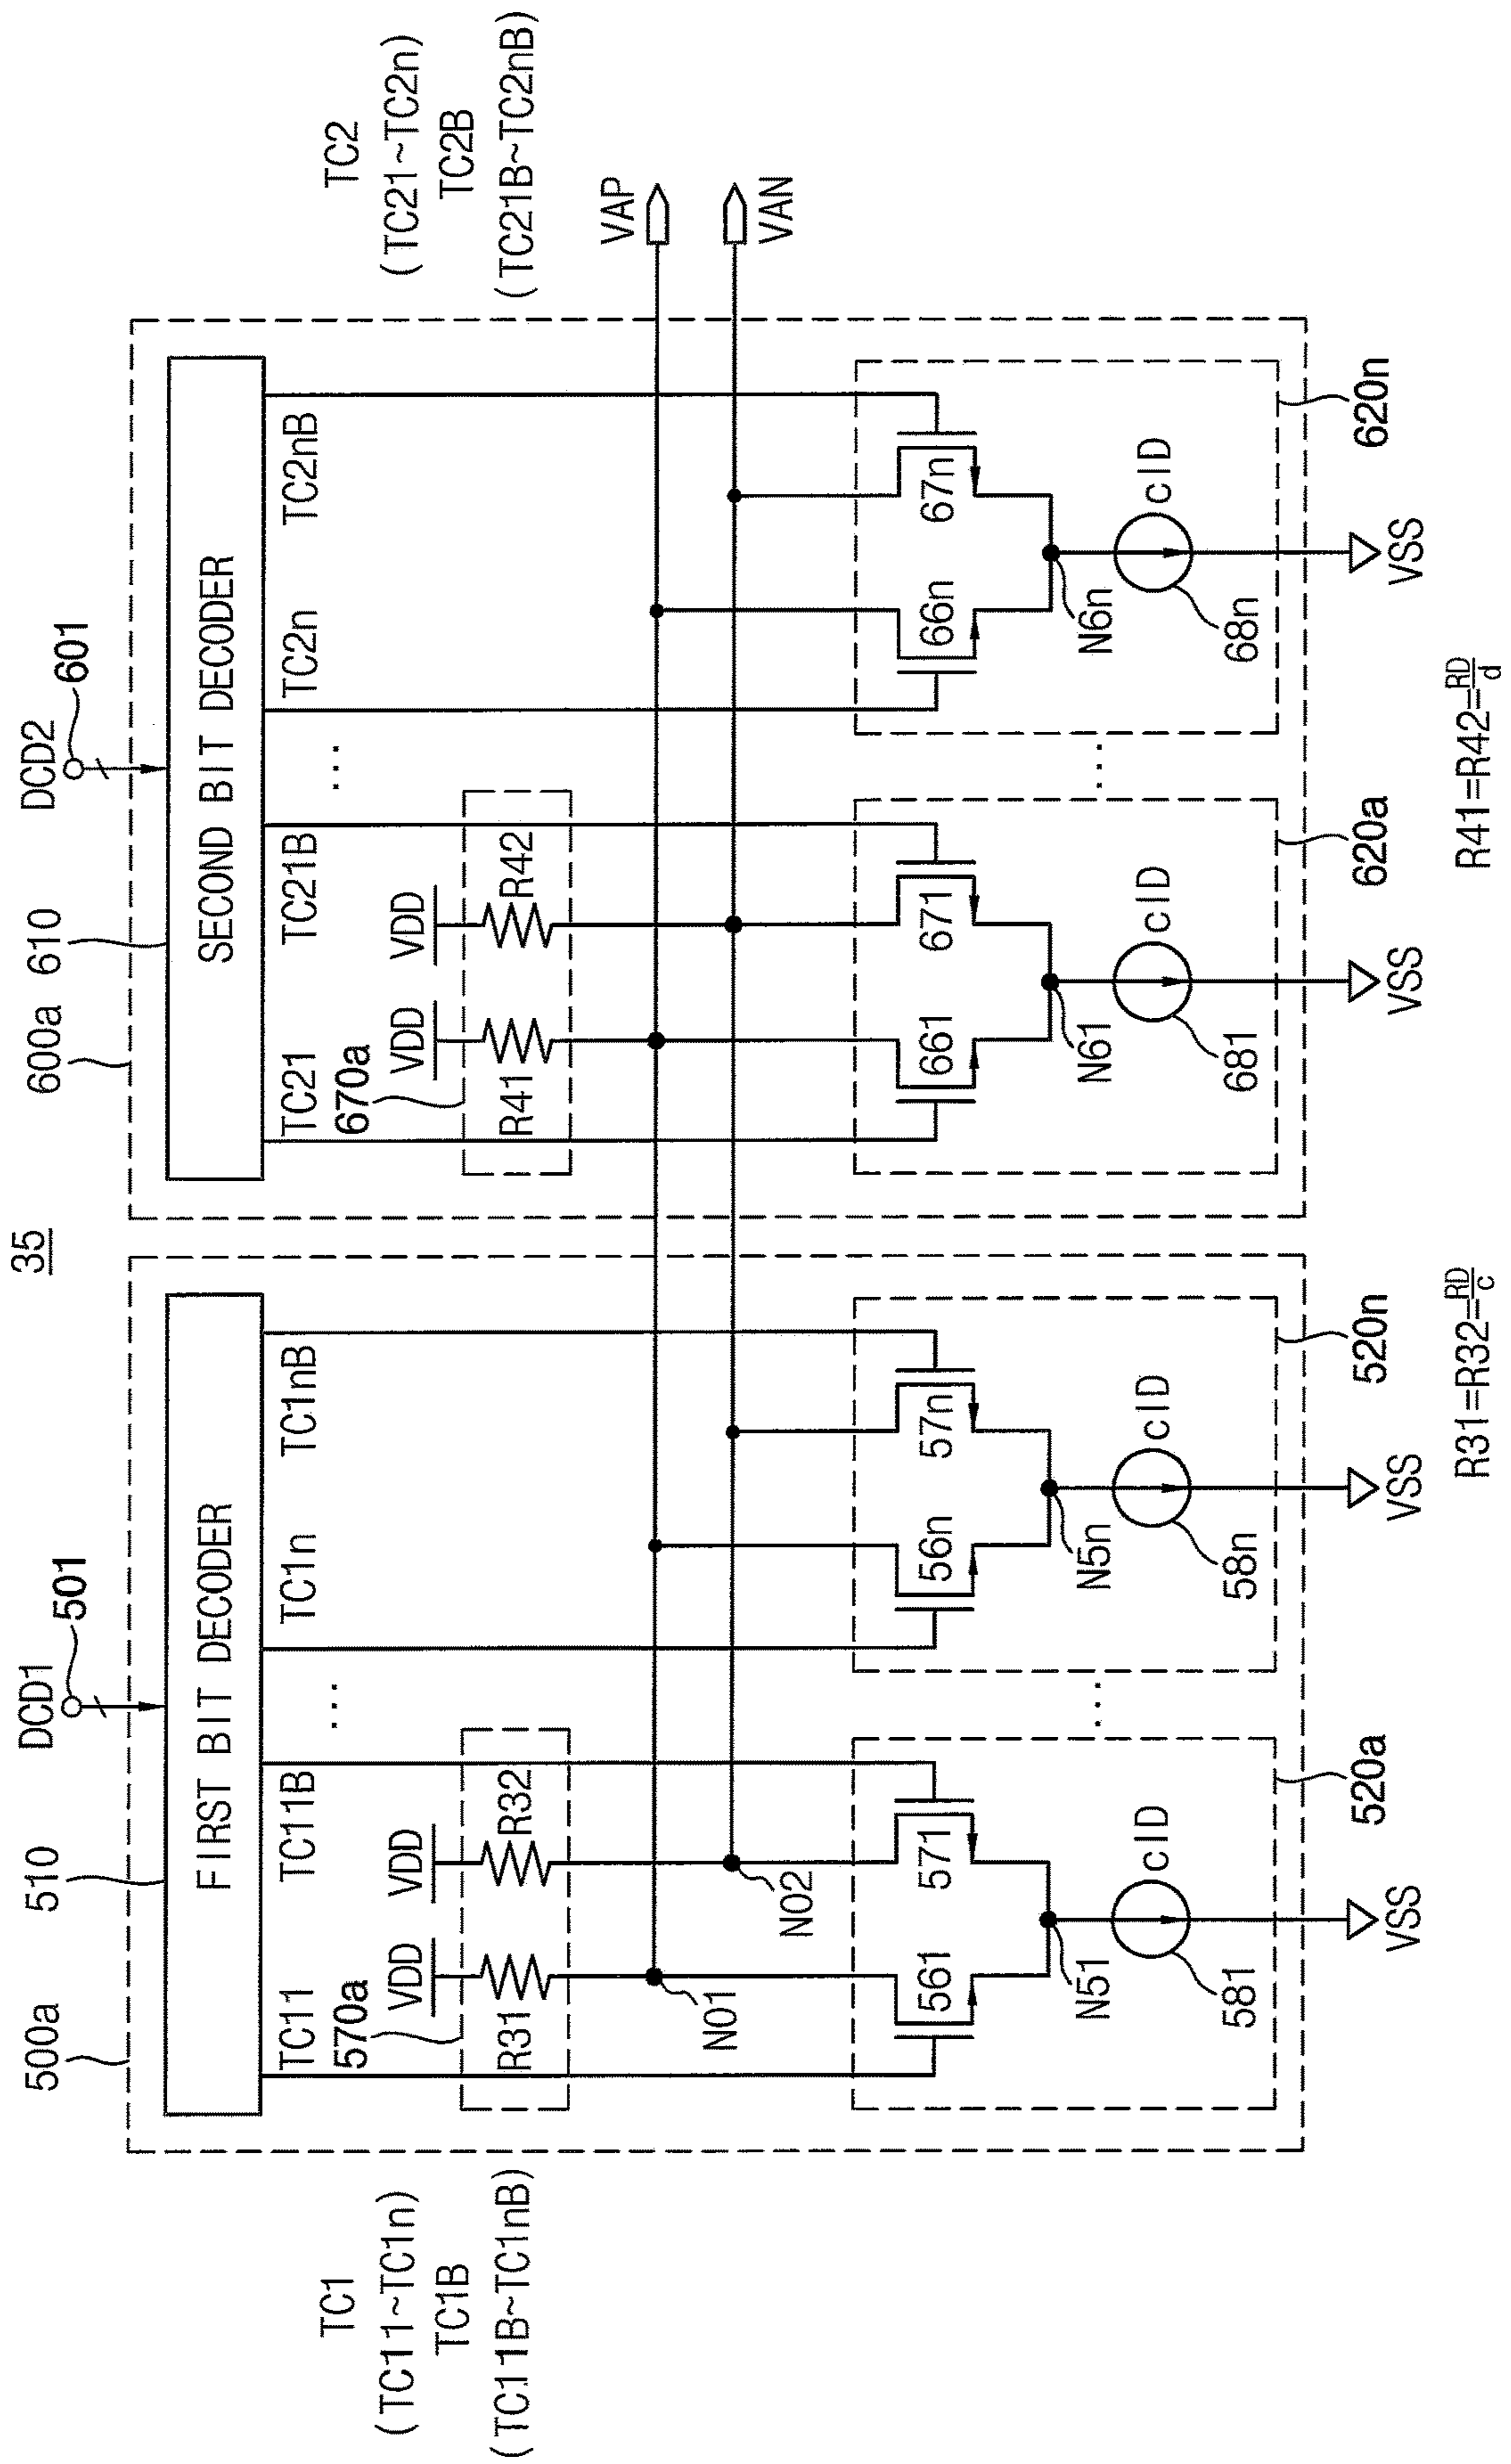 35
500a
510
DCD1
501
600a
610
DCD2
601
FIRST BIT DECODER
SECOND BIT DECODER
TC1
(TC11~TC1n)
TC1B
(TC11B~TC1nB)
TC11
TC11B
...
TC1n
TC1nB
TC21
TC21B
...
TC2n
TC2nB
TC2
(TC21~TC2n)
TC2B
(TC21B~TC2nB)
570a
VDD
VDD
R31
R32
670a
VDD
VDD
R41
R42
VAP
VAN
NO1
NO2
561
571
...
56n
57n
661
671
...
66n
67n
N51
cID
581
N5n
cID
58n
N61
cID
681
N6n
cID
68n
520a
520n
620a
620n
VSS
VSS
VSS
VSS
R31=R32=RD/c
R41=R42=RD/d